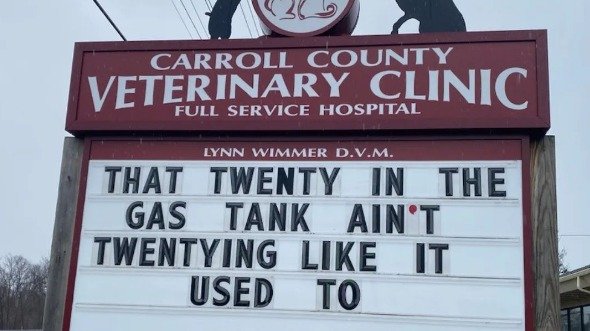 CARROLL COUNTY
VETERINARY CLINIC
FULL SERVICE HOSPITAL
LYNN WIMMER D.V.M.
THAT TWENTY IN THE
GAS TANK AIN'T
TWENTYING LIKE IT
USED TO